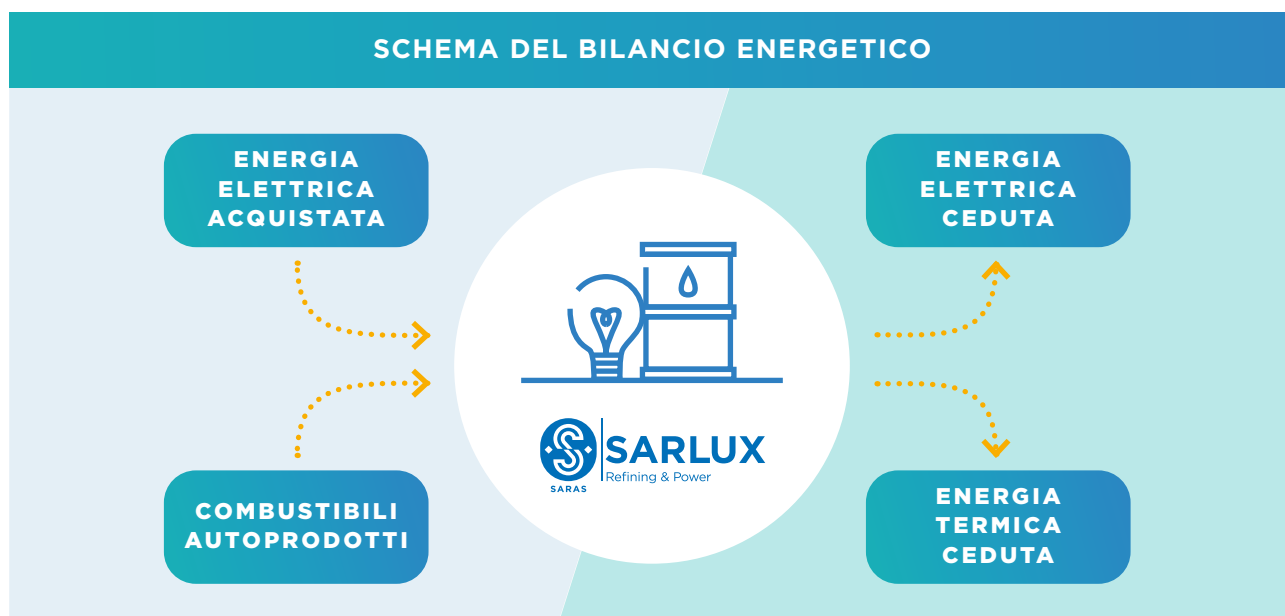 SCHEMA DEL BILANCIO ENERGETICO
ENERGIA
ELETTRICA
ACQUISTATA
COMBUSTIBILI
AUTOPRODOTTI
SARAS
SARLUX
Refining & Power
ENERGIA
ELETTRICA
CEDUTA
ENERGIA
TERMICA
CEDUTA